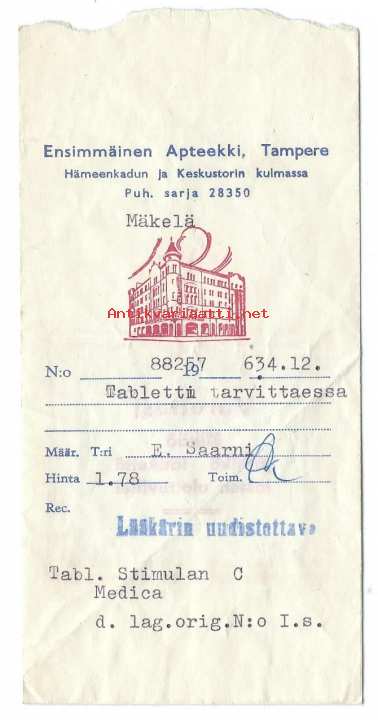 Ensimmäinen Apteekki, Tampere
Hämeenkadun ja Keskustorin kulmassa
Puh. sarja 28350
Mäkelä
Antikvariaatti.net
N:o 88257 19 634.12.
Tabletti tarvittaessa
Määr. T:ri E. Saarni
Hinta 1.78 Toim.
Rec.
Lääkärin uudistettava
Tabl. Stimulan C
Medica
d. lag.orig.N:o I.s.